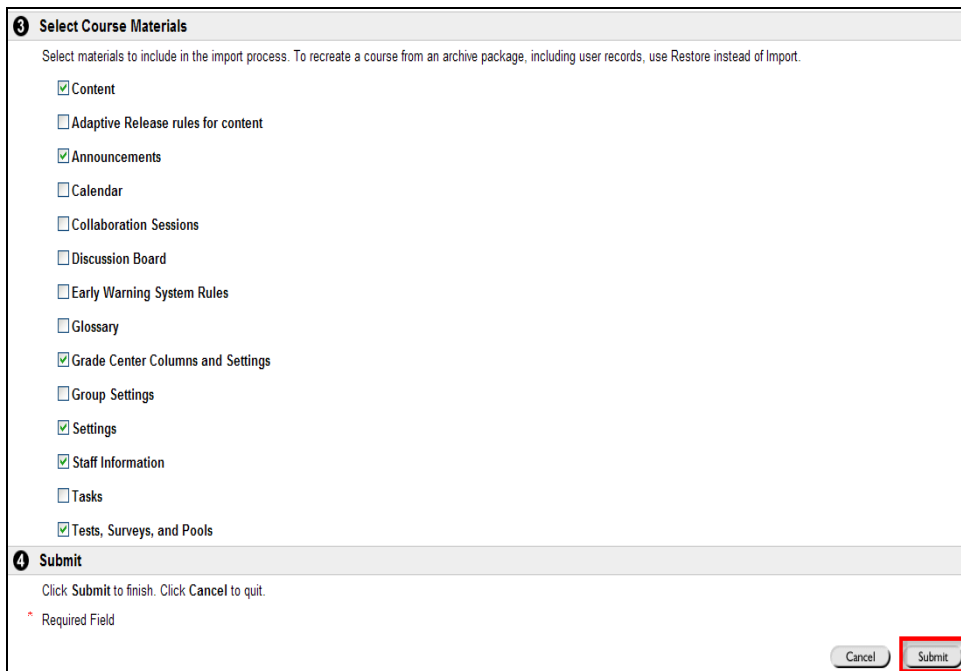 3 Select Course Materials
Select materials to include in the import process. To recreate a course from an archive package, including user records, use Restore instead of Import.
Content
Adaptive Release rules for content
Announcements
Calendar
Collaboration Sessions
Discussion Board
Early Warning System Rules
Glossary
Grade Center Columns and Settings
Group Settings
Settings
Staff Information
Tasks
Tests, Surveys, and Pools
4 Submit
Click Submit to finish. Click Cancel to quit.
* Required Field
Cancel Submit